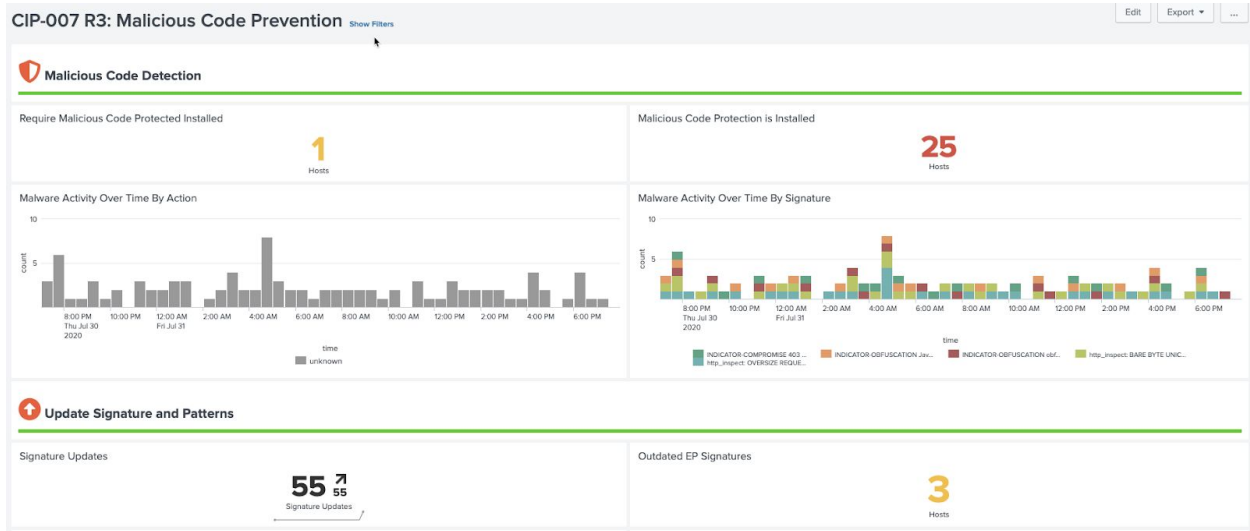 CIP-007 R3: Malicious Code Prevention Show Filters
Edit Export ...
Malicious Code Detection
Require Malicious Code Protected Installed
1
Hosts
Malicious Code Protection is Installed
25
Hosts
Malware Activity Over Time By Action
10
5
count
8:00 PM 10:00 PM 12:00 AM 2:00 AM 4:00 AM 6:00 AM 8:00 AM 10:00 AM 12:00 PM 2:00 PM 4:00 PM 6:00 PM
Thu Jul 30 Fri Jul 31
2020
time
unknown
Malware Activity Over Time By Signature
10
5
count
8:00 PM 10:00 PM 12:00 AM 2:00 AM 4:00 AM 6:00 AM 8:00 AM 10:00 AM 12:00 PM 2:00 PM 4:00 PM 6:00 PM
Thu Jul 30 Fri Jul 31
2020
time
INDICATOR-COMPROMISE 403 ... INDICATOR-OBFUSCATION Jav... INDICATOR-OBFUSCATION obf... http_inspect: BARE BYTE UNIC...
http_inspect: OVERSIZE REQUE...
Update Signature and Patterns
Signature Updates
55 55
Signature Updates
Outdated EP Signatures
3
Hosts